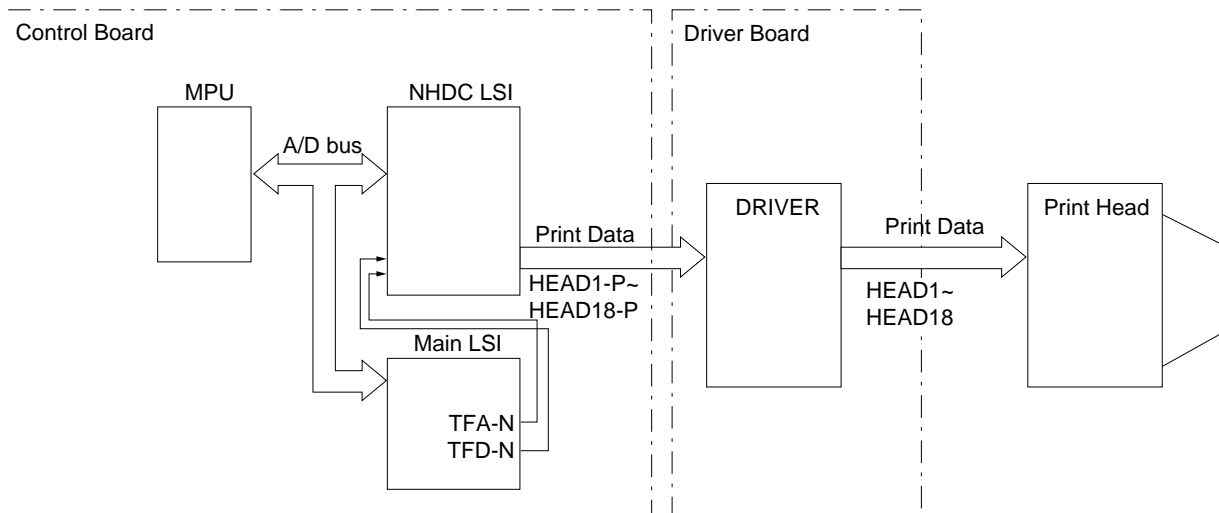 Control Board
Driver Board
MPU
NHDC LSI
A/D bus
DRIVER
Print Head
Print Data
Print Data
HEAD1-P~
HEAD18-P
HEAD1~
HEAD18
Main LSI
TFA-N
TFD-N